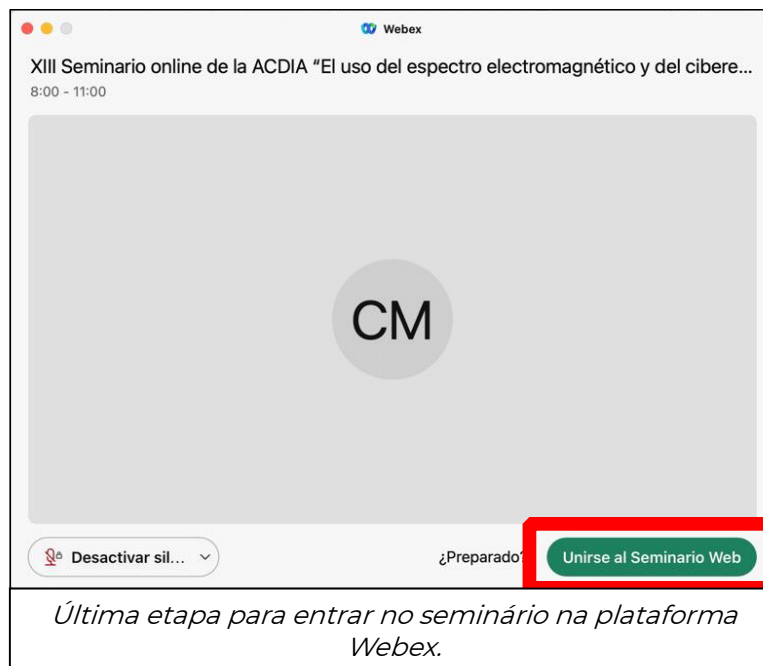 Webex
XIII Seminario online de la ACDIA “El uso del espectro electromagnético y del cibere...
8:00 - 11:00
CM
Desactivar sil...
¿Preparado?
Unirse al Seminario Web
Última etapa para entrar no seminário na plataforma
Webex.